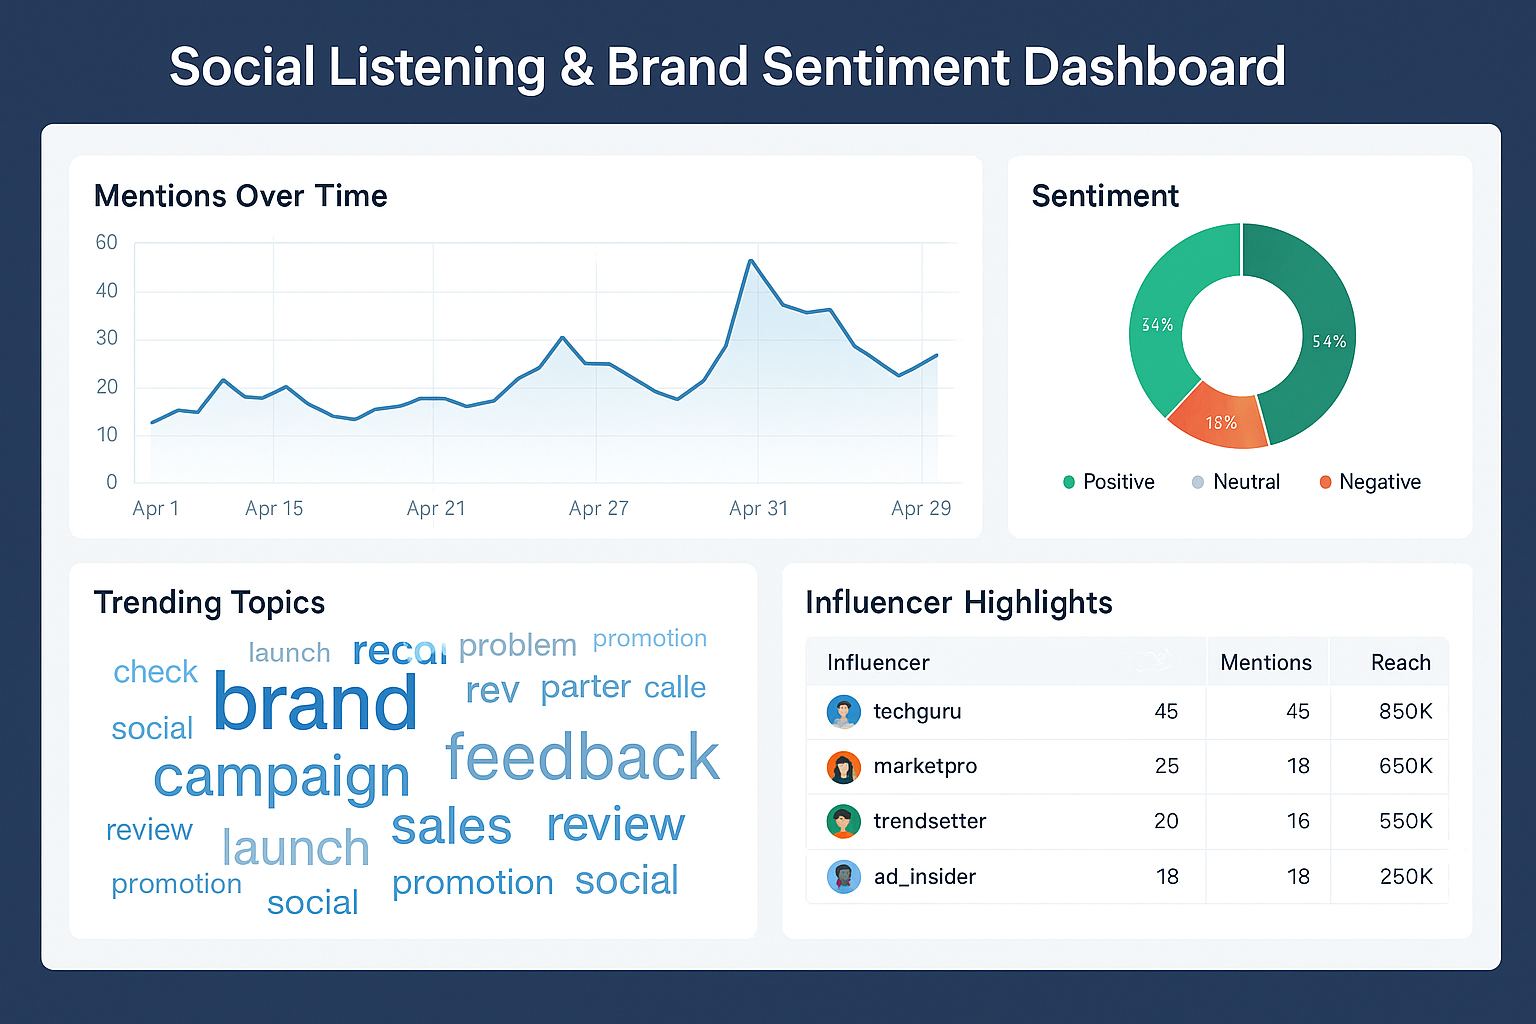 Social Listening & Brand Sentiment Dashboard
Mentions Over Time
60
40
30
20
10
0
Apr 1 Apr 15 Apr 21 Apr 27 Apr 31 Apr 29
Sentiment
34%
54%
16%
Positive Neutral Negative
Trending Topics
launch problem promotion
check
brand rev parter calle
social
feedback
campaign
review launch sales review
promotion social promotion social
Influencer Highlights
Influencer Mentions Reach
techguru 45 45 850K
marketpro 25 18 650K
trendsetter 20 16 550K
ad_insider 18 18 250K